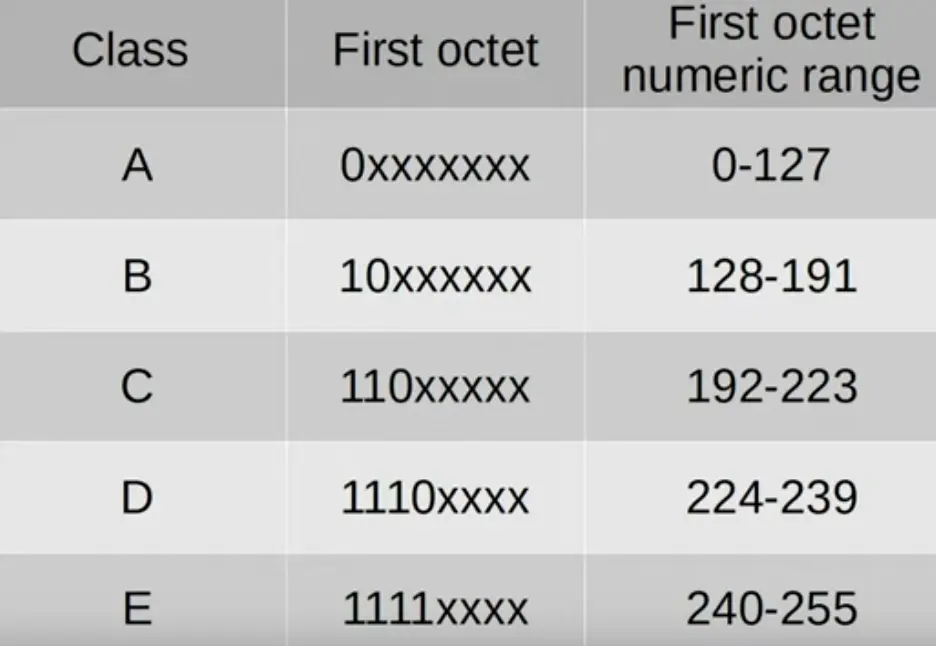 Class First octet First octet
numeric range
A 0xxxxxxx 0-127
B 10xxxxxx 128-191
C 110xxxxx 192-223
D 1110xxxx 224-239
E 1111xxxx 240-255